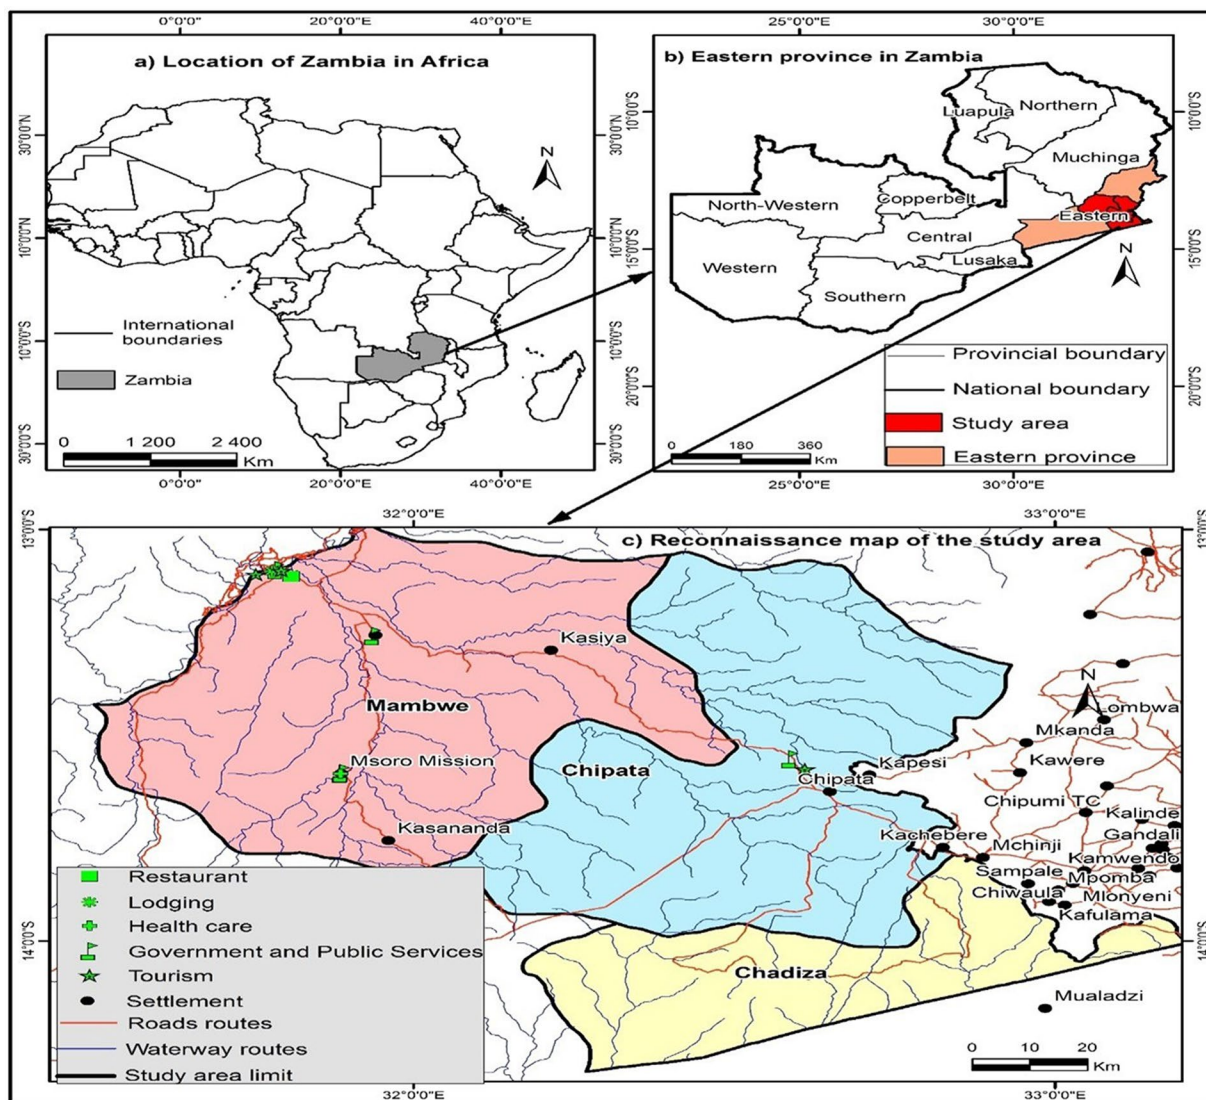 0°0'0"
20°0'0"E
40°0'0"E
25°0'0"E
30°0'0"E
a) Location of Zambia in Africa
b) Eastern province in Zambia
30°0'0"N
30°0'0"N
10°0'0"N
10°0'0"N
10°0'0"S
10°0'0"S
30°0'0"S
30°0'0"S
N
International
boundaries
Zambia
0 1 200 2 400
Km
0°0'0"
20°0'0"E
40°0'0"E
10°0'0"S
10°0'0"S
15°0'0"S
15°0'0"S
20°0'0"S
20°0'0"S
Northern
Luapula
Muchinga
Copperbelt
North-Western
Eastern
Central
Lusaka
Western
Southern
N
Provincial boundary
National boundary
Study area
Eastern province
0 180 360
Km
25°0'0"E
30°0'0"E
32°0'0"E
33°0'0"E
13°0'0"S
13°0'0"S
c) Reconnaissance map of the study area
Kasiya
N
Mambwe
Lombwa
Mkanda
Msoro Mission
Chipata
Kapesi
Kawere
Chipata
Chipumi TC
Kalinde
Kasananda
Kachebere
Gandali
Mchinji
Kamwendo
Sampale
Mpomba
Chiwaula
Mlonyeni
Kafulama
14°0'0"S
14°0'0"S
Chadiza
Mualadzi
Restaurant
Lodging
Health care
Government and Public Services
Tourism
Settlement
Roads routes
Waterway routes
Study area limit
0 10 20
Km
32°0'0"E
33°0'0"E